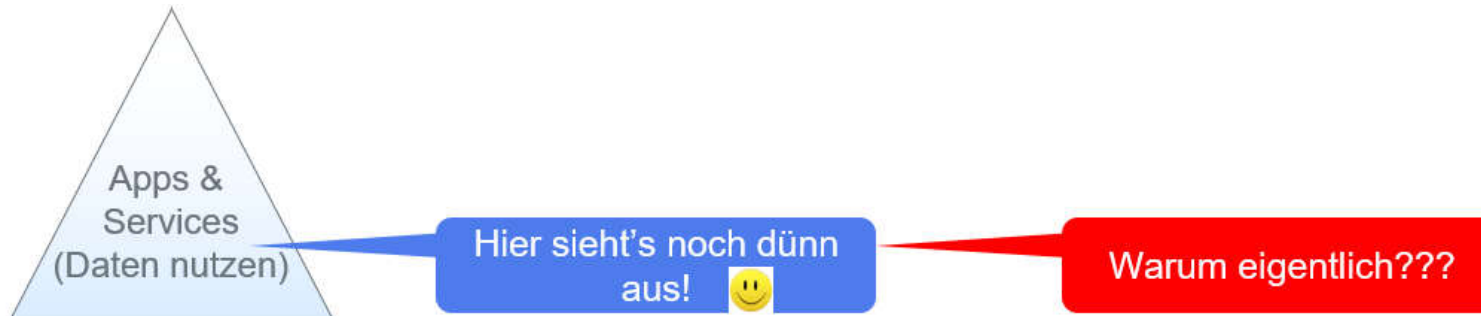 Apps &
Services
(Daten nutzen)
Hier sieht's noch dünn
aus!
Warum eigentlich???